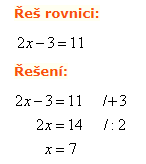 Řeš rovnici:
2x − 3 = 11
Řešení:
2x − 3 = 11 /+3
2x = 14 /: 2
x = 7